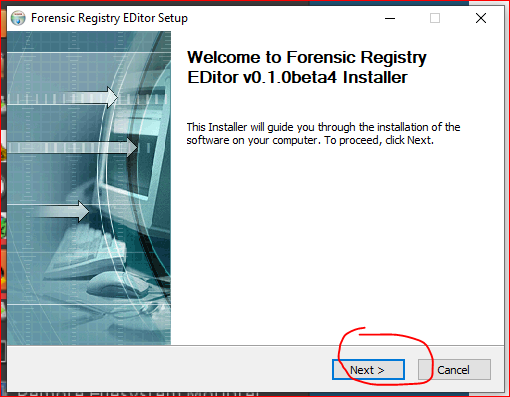 Forensic Registry EDitor Setup
Welcome to Forensic Registry
EDitor v0.1.0beta4 Installer
This Installer will guide you through the installation of the
software on your computer. To proceed, click Next.
Next >
Cancel